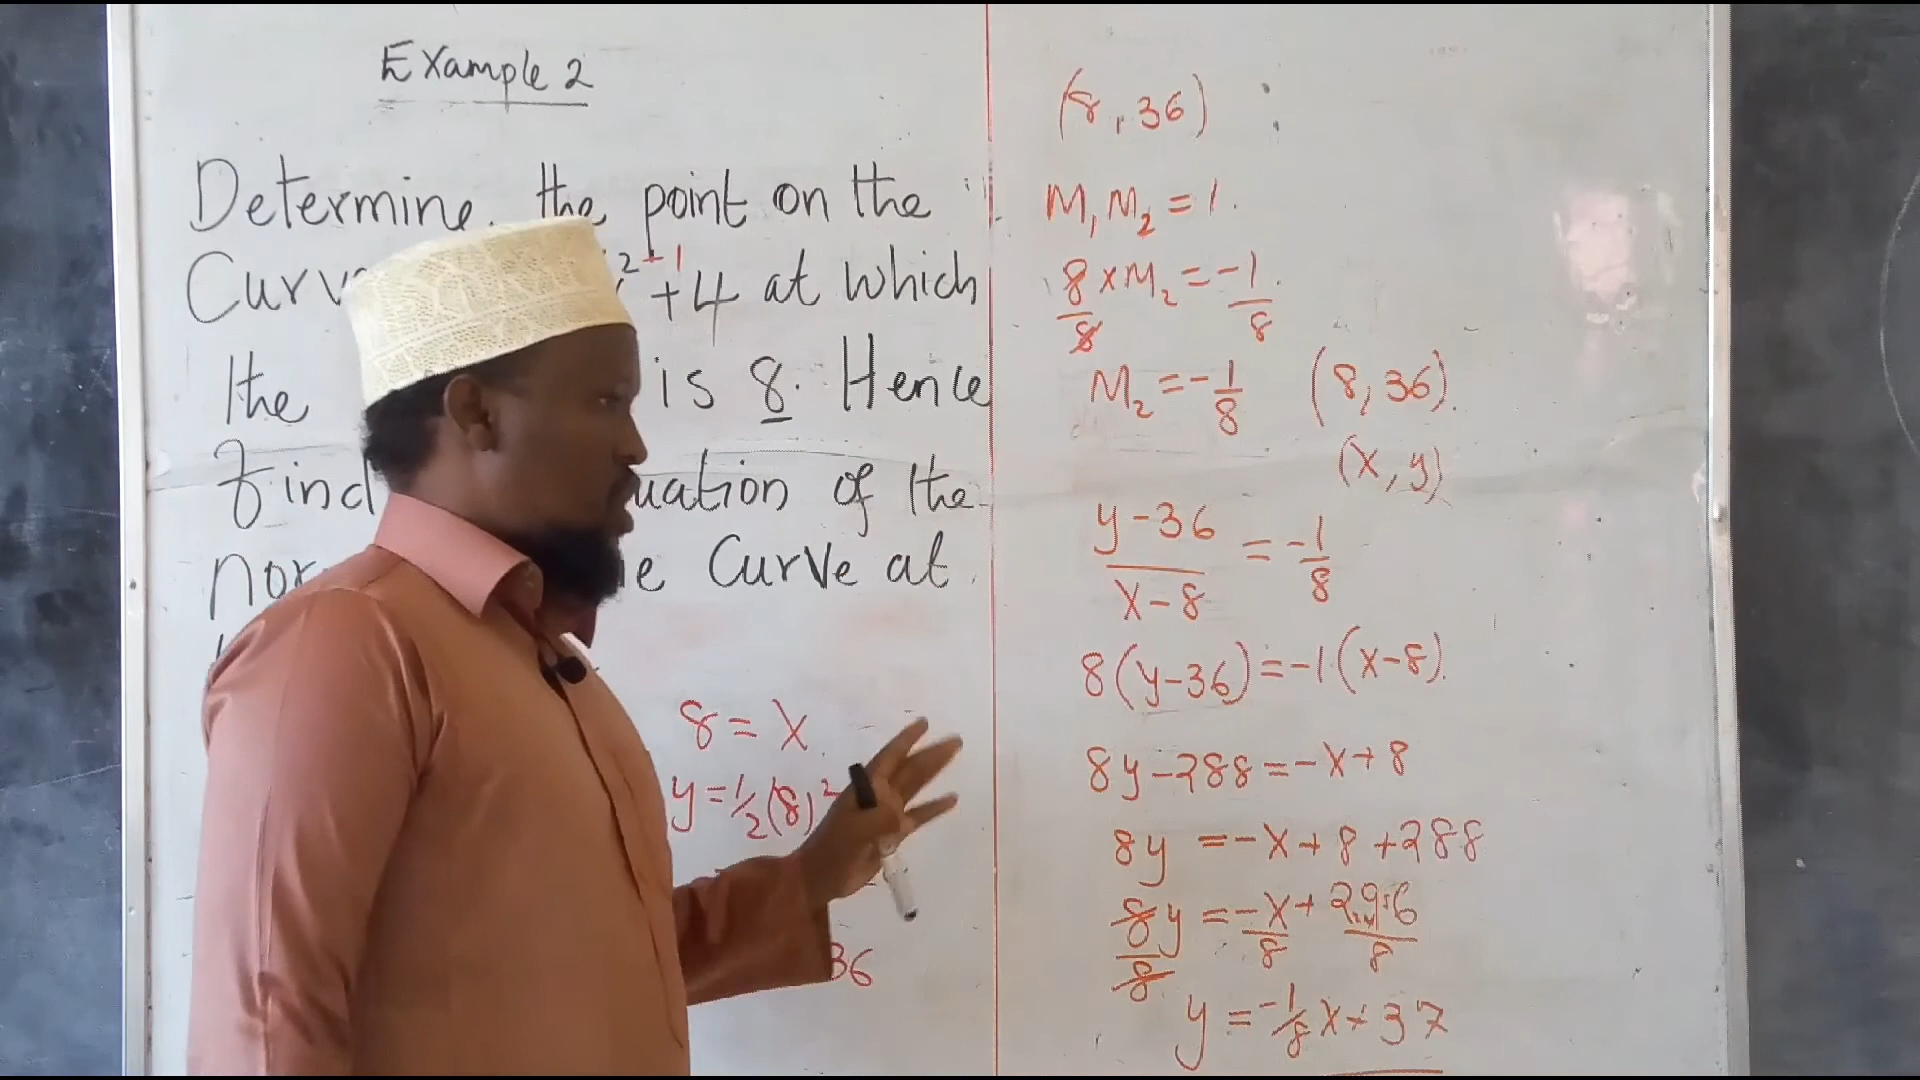 Example 2
Determine the point on the
Curv 2-1 +4 at which
the is 8. Hence
find uation of the
nor e Curve at
8 = x
y = 1/2 (8)2
36
(8, 36)
M1 M2 = 1.
8/8 × M2 = -1/8
M2 = -1/8 (8, 36)
(x, y)
y-36/x-8 = -1/8
8(y-36) = -1(x-8)
8y-288 = -x+8
8y = -x+8+288
8y/8 = -x/8 + 296/8
y = -1/8 x + 37